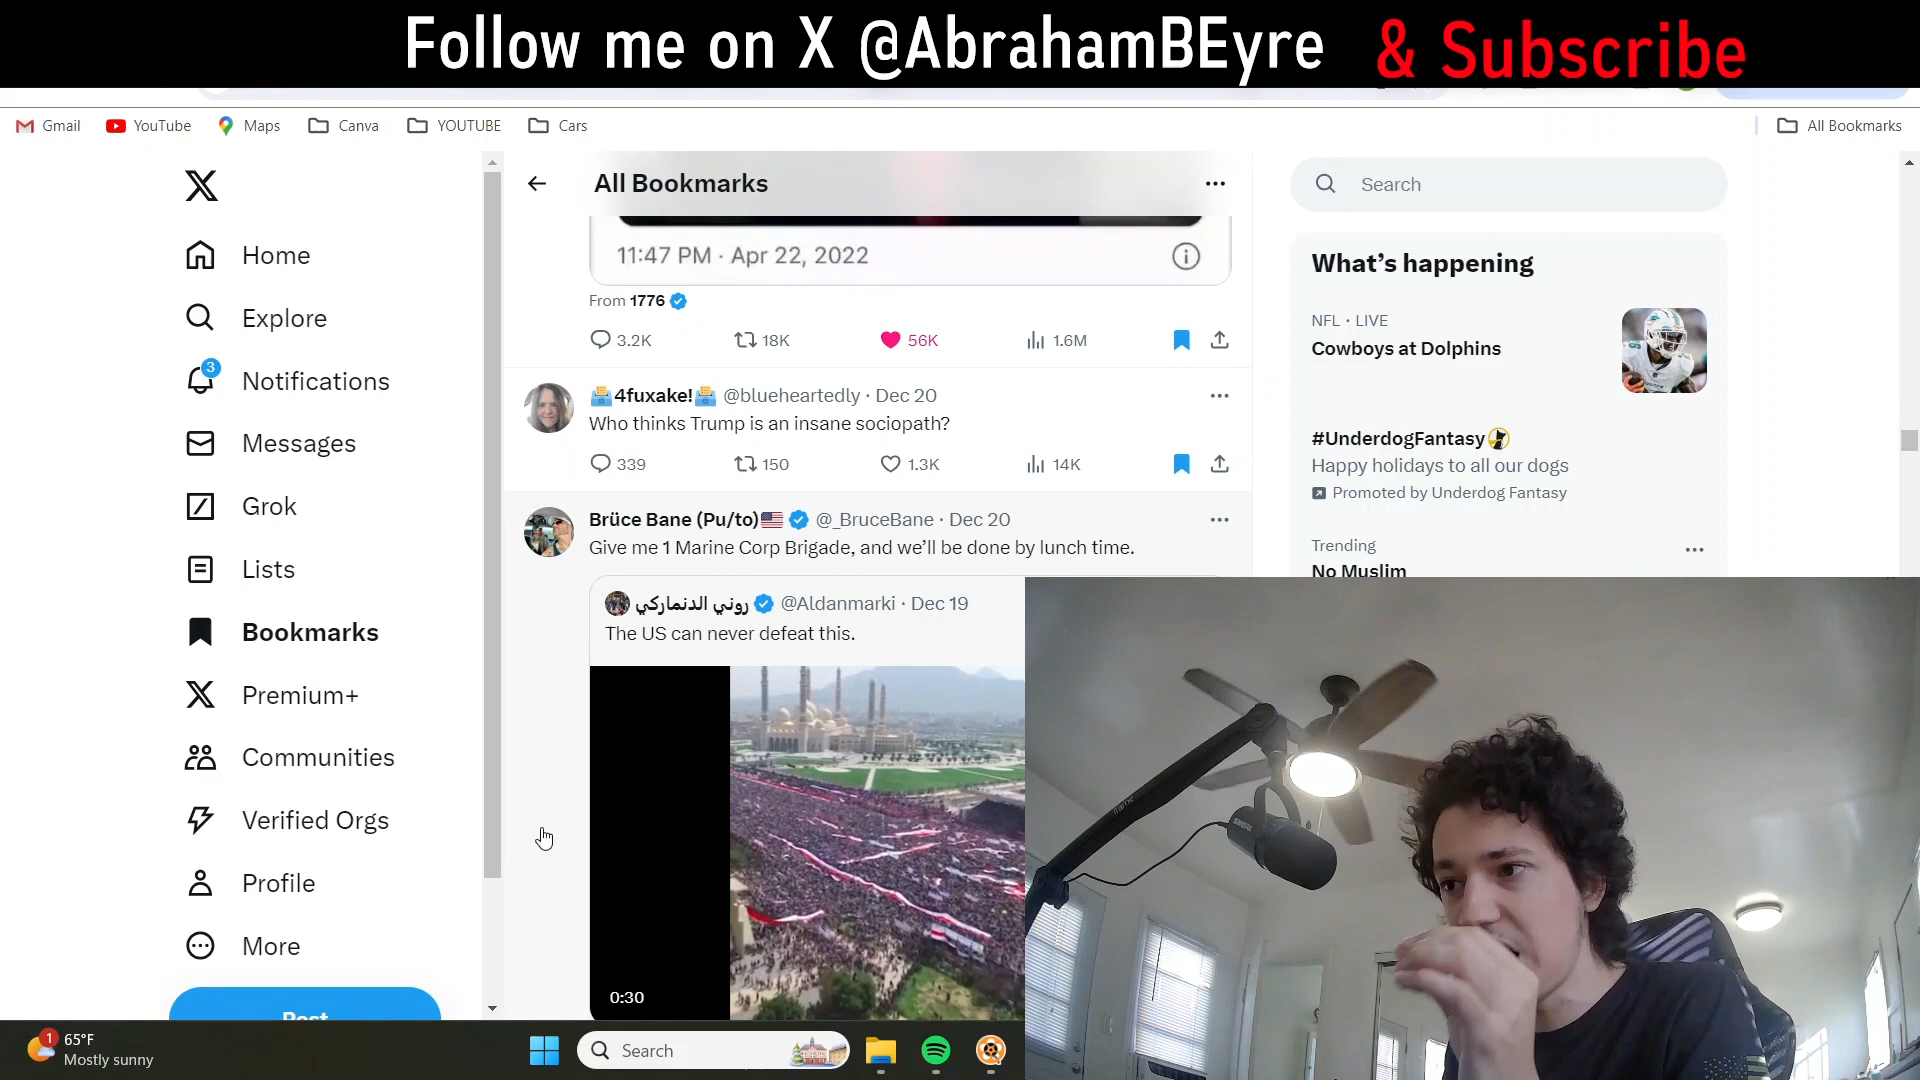 Follow me on X @AbrahamBEyre & Subscribe
Gmail
YouTube
Maps
Canva
YOUTUBE
Cars
All Bookmarks
Home
Explore
3
Notifications
Messages
Grok
Lists
Bookmarks
Premium+
Communities
Verified Orgs
Profile
More
Post
All Bookmarks
11:47 PM · Apr 22, 2022
From 1776
3.2K 18K 56K 1.6M
4fuxake! @blueheartedly · Dec 20
Who thinks Trump is an insane sociopath?
339 150 1.3K 14K
Brüce Bane (Pu/to) @_BruceBane · Dec 20
Give me 1 Marine Corp Brigade, and we’ll be done by lunch time.
روني الدنماركي @Aldanmarki · Dec 19
The US can never defeat this.
0:30
Search
What’s happening
NFL · LIVE
Cowboys at Dolphins
#UnderdogFantasy
Happy holidays to all our dogs
Promoted by Underdog Fantasy
Trending
No Muslim
1
65°F
Mostly sunny
Search